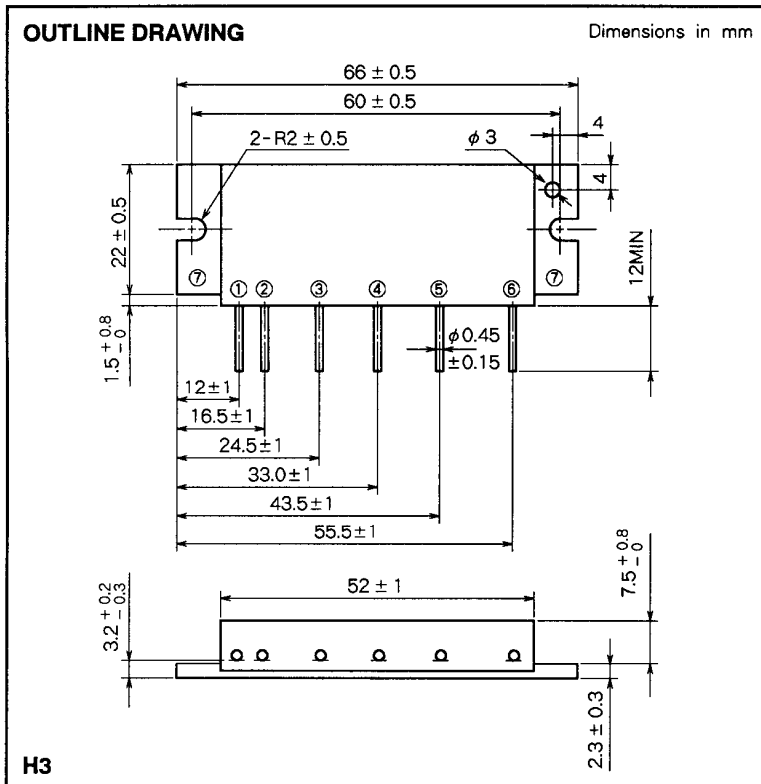 OUTLINE DRAWING
Dimensions in mm
66 ± 0.5
60 ± 0.5
2-R2 ± 0.5
φ 3
4
4
22 ± 0.5
12MIN
⑦
⑦
① ② ③ ④ ⑤ ⑥
1.5 + 0.8 - 0
φ0.45
±0.15
12±1
16.5±1
24.5±1
33.0±1
43.5±1
55.5±1
52 ± 1
3.2 + 0.2 - 0.3
7.5 + 0.8 - 0
2.3 ± 0.3
H3